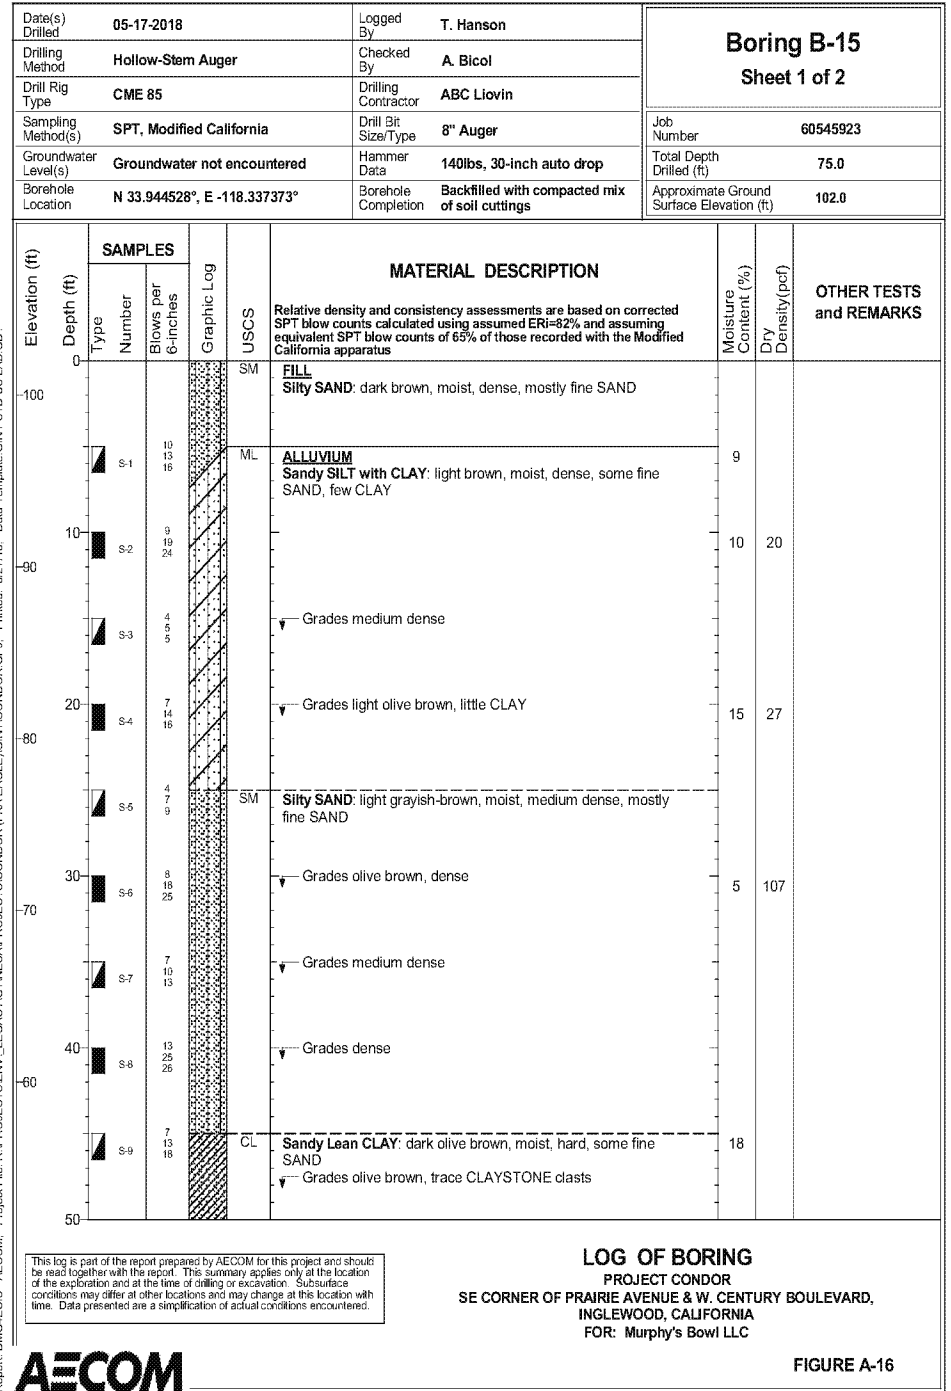 Date(s) Drilled 05-17-2018
Logged By T. Hanson
Drilling Method Hollow-Stem Auger
Checked By A. Bicol
Drill Rig Type CME 85
Drilling Contractor ABC Liovin
Sampling Method(s) SPT, Modified California
Drill Bit Size/Type 8" Auger
Groundwater Level(s) Groundwater not encountered
Hammer Data 140lbs, 30-inch auto drop
Borehole Location N 33.944528°, E -118.337373°
Borehole Completion Backfilled with compacted mix of soil cuttings
Boring B-15
Sheet 1 of 2
Job Number 60545923
Total Depth Drilled (ft) 75.0
Approximate Ground Surface Elevation (ft) 102.0
Elevation (ft)
Depth (ft)
SAMPLES
Type
Number
Blows per 6-inches
Graphic Log
USCS
MATERIAL DESCRIPTION
Relative density and consistency assessments are based on corrected
SPT blow counts calculated using assumed ERi=82% and assuming
equivalent SPT blow counts of 65% of those recorded with the Modified
California apparatus
Moisture Content (%)
Dry Density(pcf)
OTHER TESTS
and REMARKS
0
SM FILL
100 Silty SAND: dark brown, moist, dense, mostly fine SAND
S-1 10 13 16 ML ALLUVIUM 9
Sandy SILT with CLAY: light brown, moist, dense, some fine
SAND, few CLAY
10 S-2 9 19 24 10 20
90
S-3 4 5 5 Grades medium dense
20 S-4 7 14 16 Grades light olive brown, little CLAY 15 27
80
S-5 4 7 9 SM Silty SAND: light grayish-brown, moist, medium dense, mostly
fine SAND
30 S-6 8 18 25 Grades olive brown, dense 5 107
70
S-7 7 10 13 Grades medium dense
40 S-8 13 25 26 Grades dense
60
S-9 7 13 18 CL Sandy Lean CLAY: dark olive brown, moist, hard, some fine 18
SAND
Grades olive brown, trace CLAYSTONE clasts
50
This log is part of the report prepared by AECOM for this project and should
be read together with the report. This summary applies only at the location
of the exploration and at the time of drilling or excavation. Subsurface
conditions may differ at other locations and may change at this location with
time. Data presented are a simplification of actual conditions encountered.
LOG OF BORING
PROJECT CONDOR
SE CORNER OF PRAIRIE AVENUE & W. CENTURY BOULEVARD,
INGLEWOOD, CALIFORNIA
FOR: Murphy's Bowl LLC
AECOM
FIGURE A-16